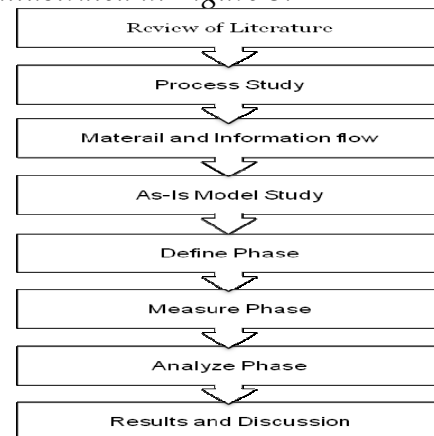 Review of Literature
Process Study
Materail and Information flow
As-Is Model Study
Define Phase
Measure Phase
Analyze Phase
Results and Discussion